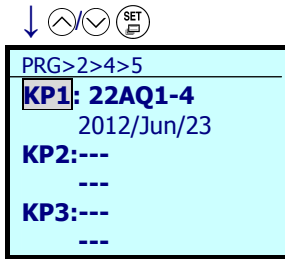 ↓ / SET
PRG>2>4>5
KP1: 22AQ1-4
2012/Jun/23
KP2:---
---
KP3:---
---